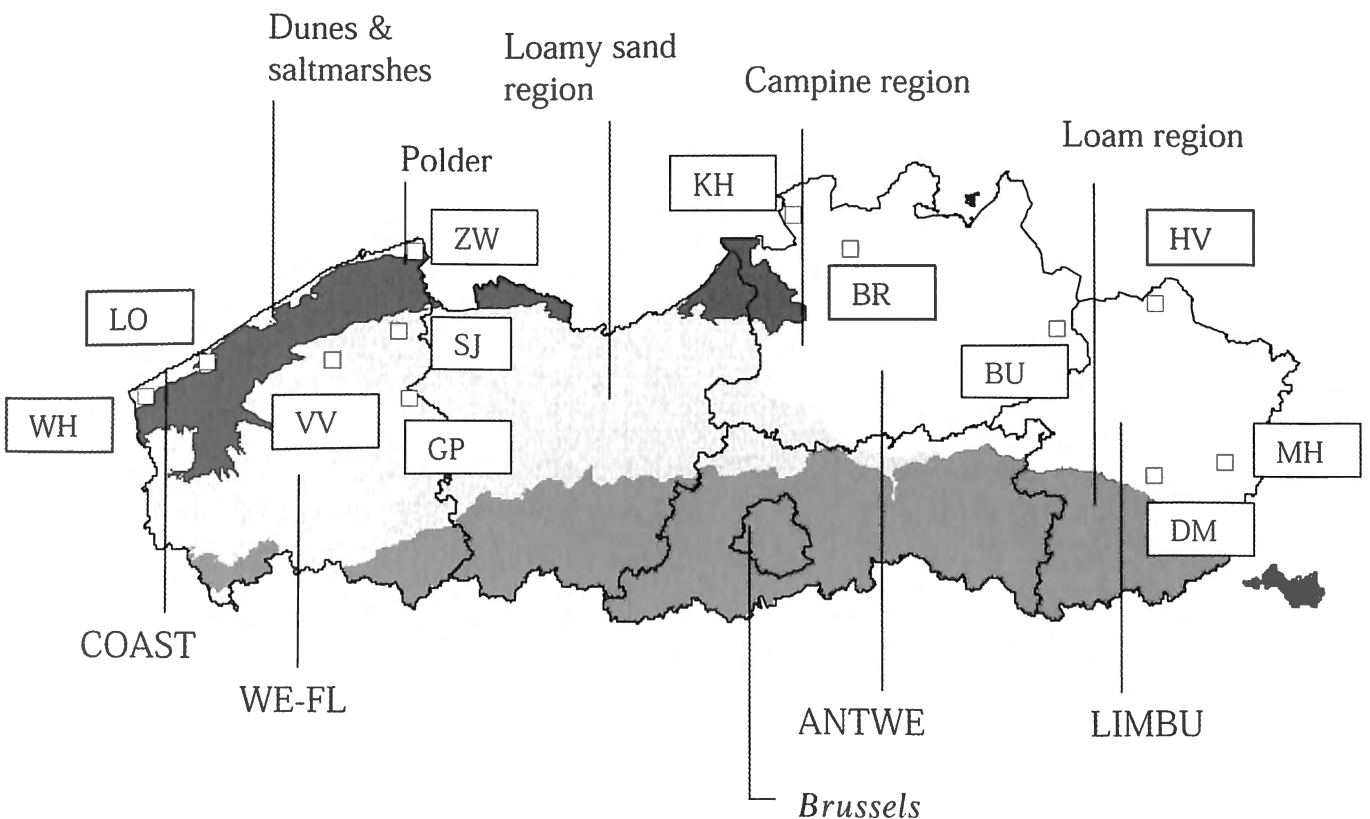 Dunes &
saltmarshes
Loamy sand
region
Campine region
Loam region
Polder
KH
ZW
HV
BR
LO
SJ
BU
WH
VV
GP
MH
DM
COAST
WE-FL
ANTWE
LIMBU
Brussels